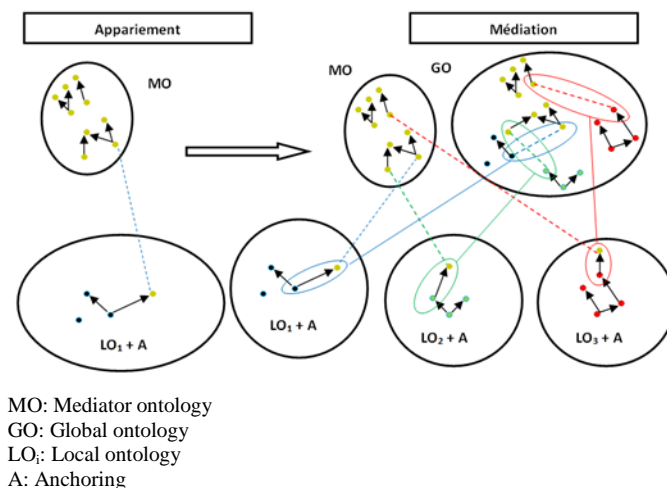 Appariement
Médiation
MO
MO
GO
LO₁ + A
LO₁ + A
LO₂ + A
LO₃ + A
MO: Mediator ontology
GO: Global ontology
LOᵢ: Local ontology
A: Anchoring